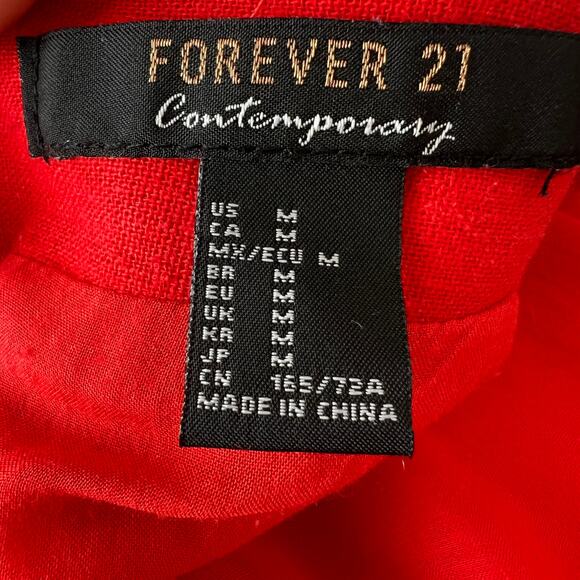 FOREVER 21
Contemporary
US M
CA M
MX/ECU M
BR M
EU M
UK M
KR M
JP M
CN 165/72A
MADE IN CHINA